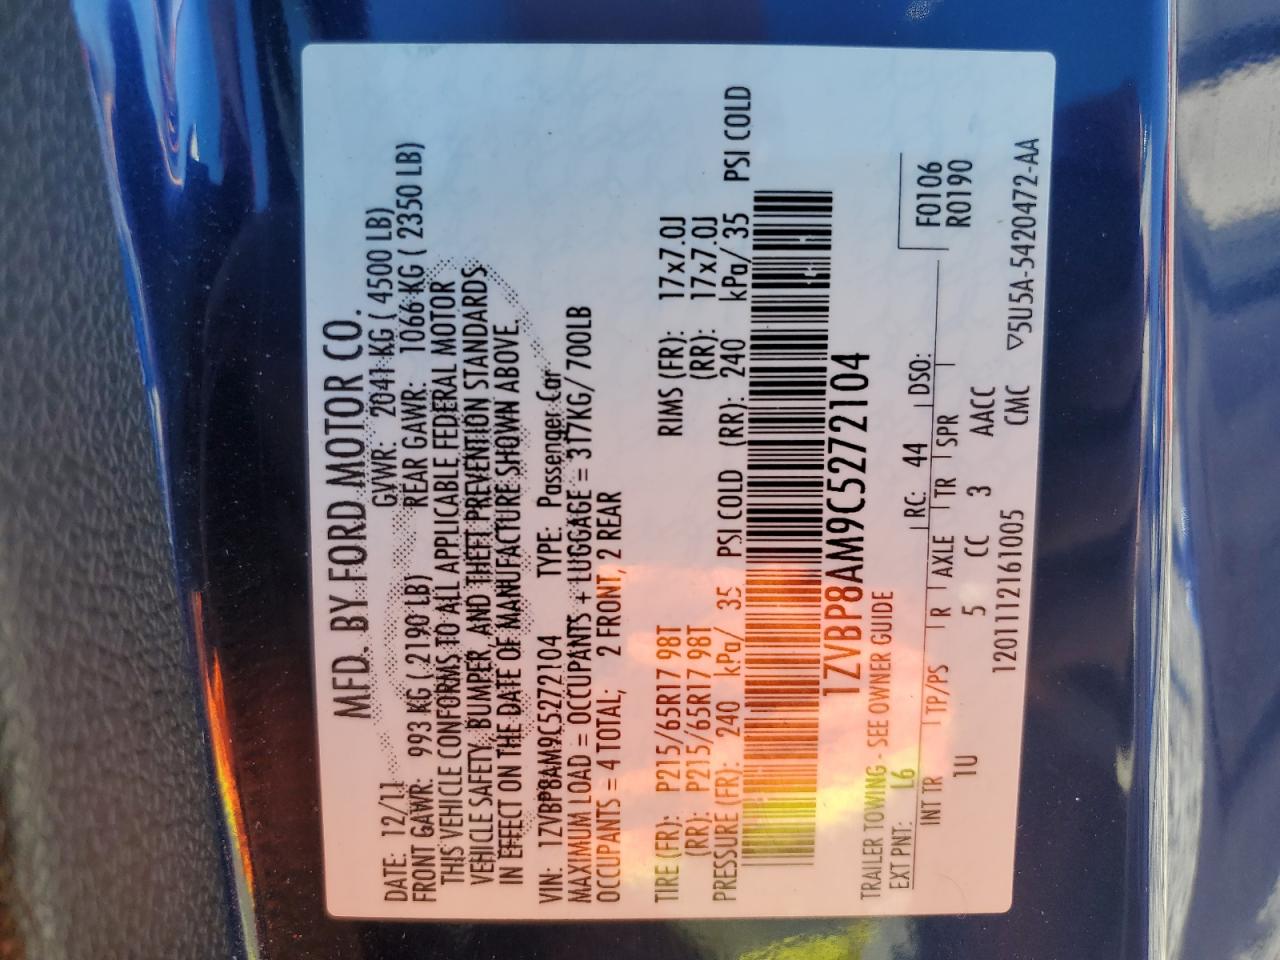 MFD. BY FORD MOTOR CO.
DATE: 12/11 GVWR: 2041 KG ( 4500 LB)
FRONT GAWR: 993 KG ( 2190 LB) REAR GAWR: 1066 KG ( 2350 LB)
THIS VEHICLE CONFORMS TO ALL APPLICABLE FEDERAL MOTOR
VEHICLE SAFETY, BUMPER, AND THEFT PREVENTION STANDARDS
IN EFFECT ON THE DATE OF MANUFACTURE SHOWN ABOVE.
VIN: 1ZVBP8AM9C5272104 TYPE: Passenger Car
MAXIMUM LOAD = OCCUPANTS + LUGGAGE = 317KG/ 700LB
OCCUPANTS = 4 TOTAL; 2 FRONT, 2 REAR
TIRE (FR): P215/65R17 98T RIMS (FR): 17x7.0J
(RR): P215/65R17 98T (RR): 17x7.0J
PRESSURE (FR): 240 kPa/ 35 PSI COLD (RR): 240 kPa/ 35 PSI COLD
1ZVBP8AM9C5272104
TRAILER TOWING - SEE OWNER GUIDE
EXT PNT: L6 RC: 44 DSO:
INT TR TP/PS R AXLE TR SPR
F0106
R0190
1U 5 CC 3 AACC
12011112161005 CMC
▽5U5A-5420472-AA